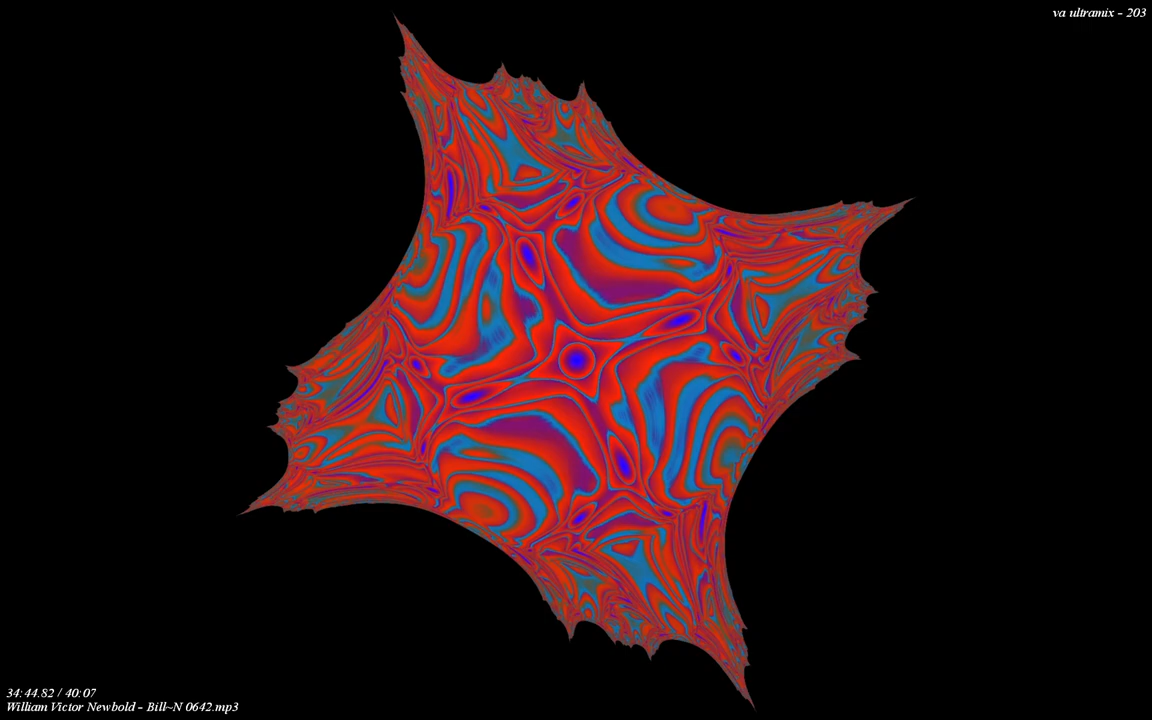 va ultramix - 203
34:44.82 / 40:07
William Victor Newbold - Bill~N 0642.mp3